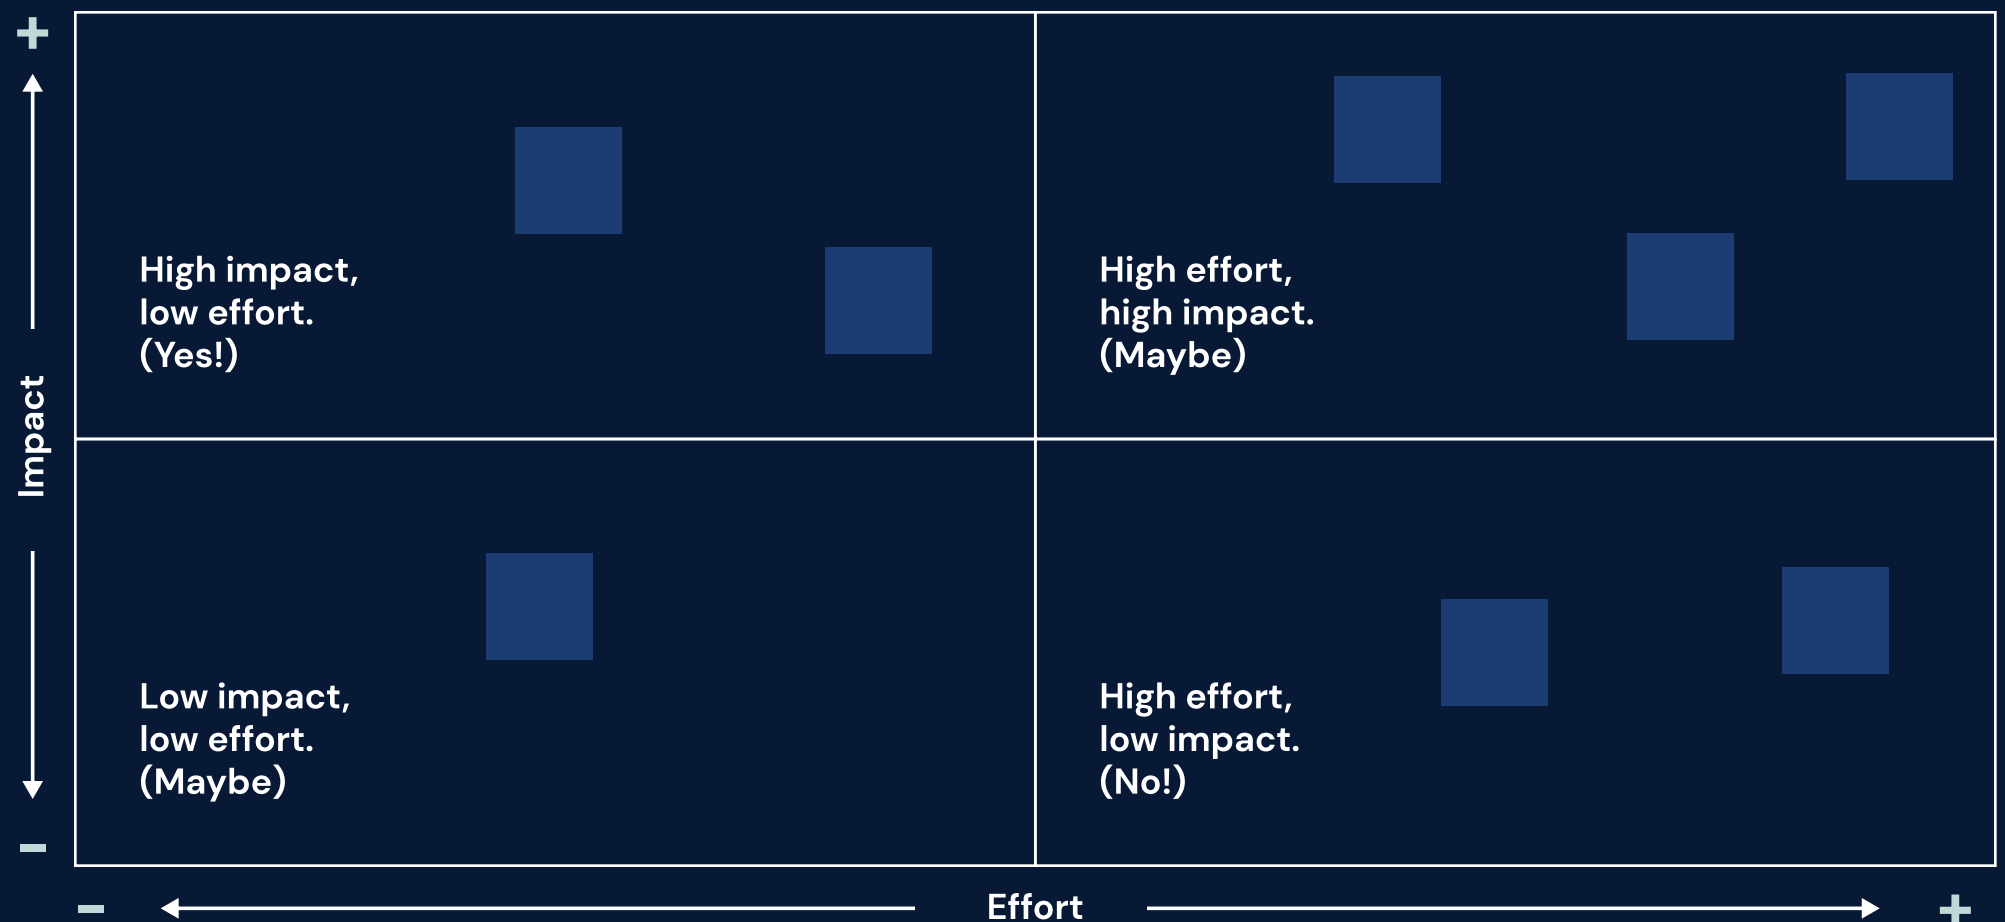 +
High impact,
low effort.
(Yes!)
High effort,
high impact.
(Maybe)
Impact
Low impact,
low effort.
(Maybe)
High effort,
low impact.
(No!)
–
– Effort +